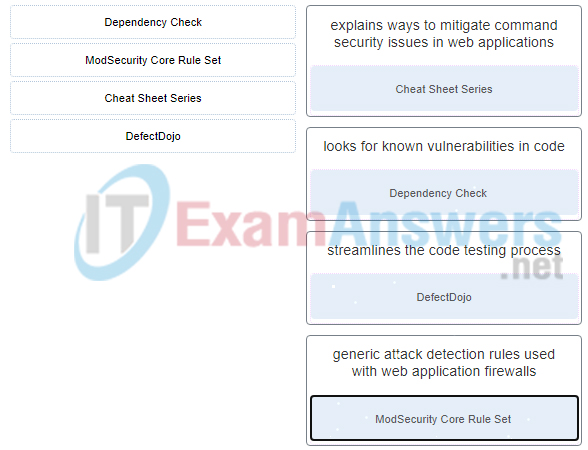 Dependency Check
ModSecurity Core Rule Set
Cheat Sheet Series
DefectDojo
explains ways to mitigate command
security issues in web applications
Cheat Sheet Series
looks for known vulnerabilities in code
Dependency Check
streamlines the code testing process
DefectDojo
generic attack detection rules used
with web application firewalls
ModSecurity Core Rule Set
ITExamAnswers
.net